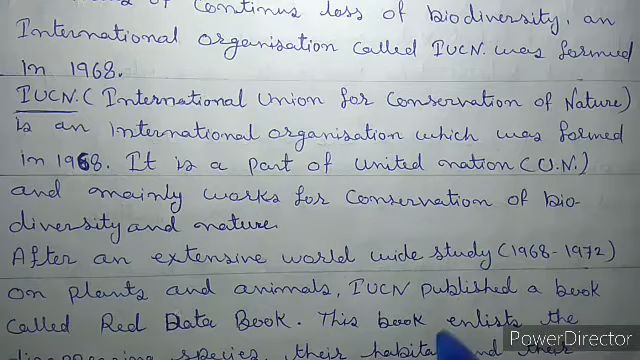 of continus loss of biodiversity, an
International organisation called IUCN. was formed
in 1968.
IUCN. ( International Union for Conservation of Nature)
is an International organisation which was formed
in 1968. It is a part of united nation (U.N.)
and mainly works for Conservation of bio-
diversity and nature.
After an extensive world wide study (1968-1972)
on plants and animals, IUCN published a book
called Red Data Book. This book enlists the
species, their
PowerDirector